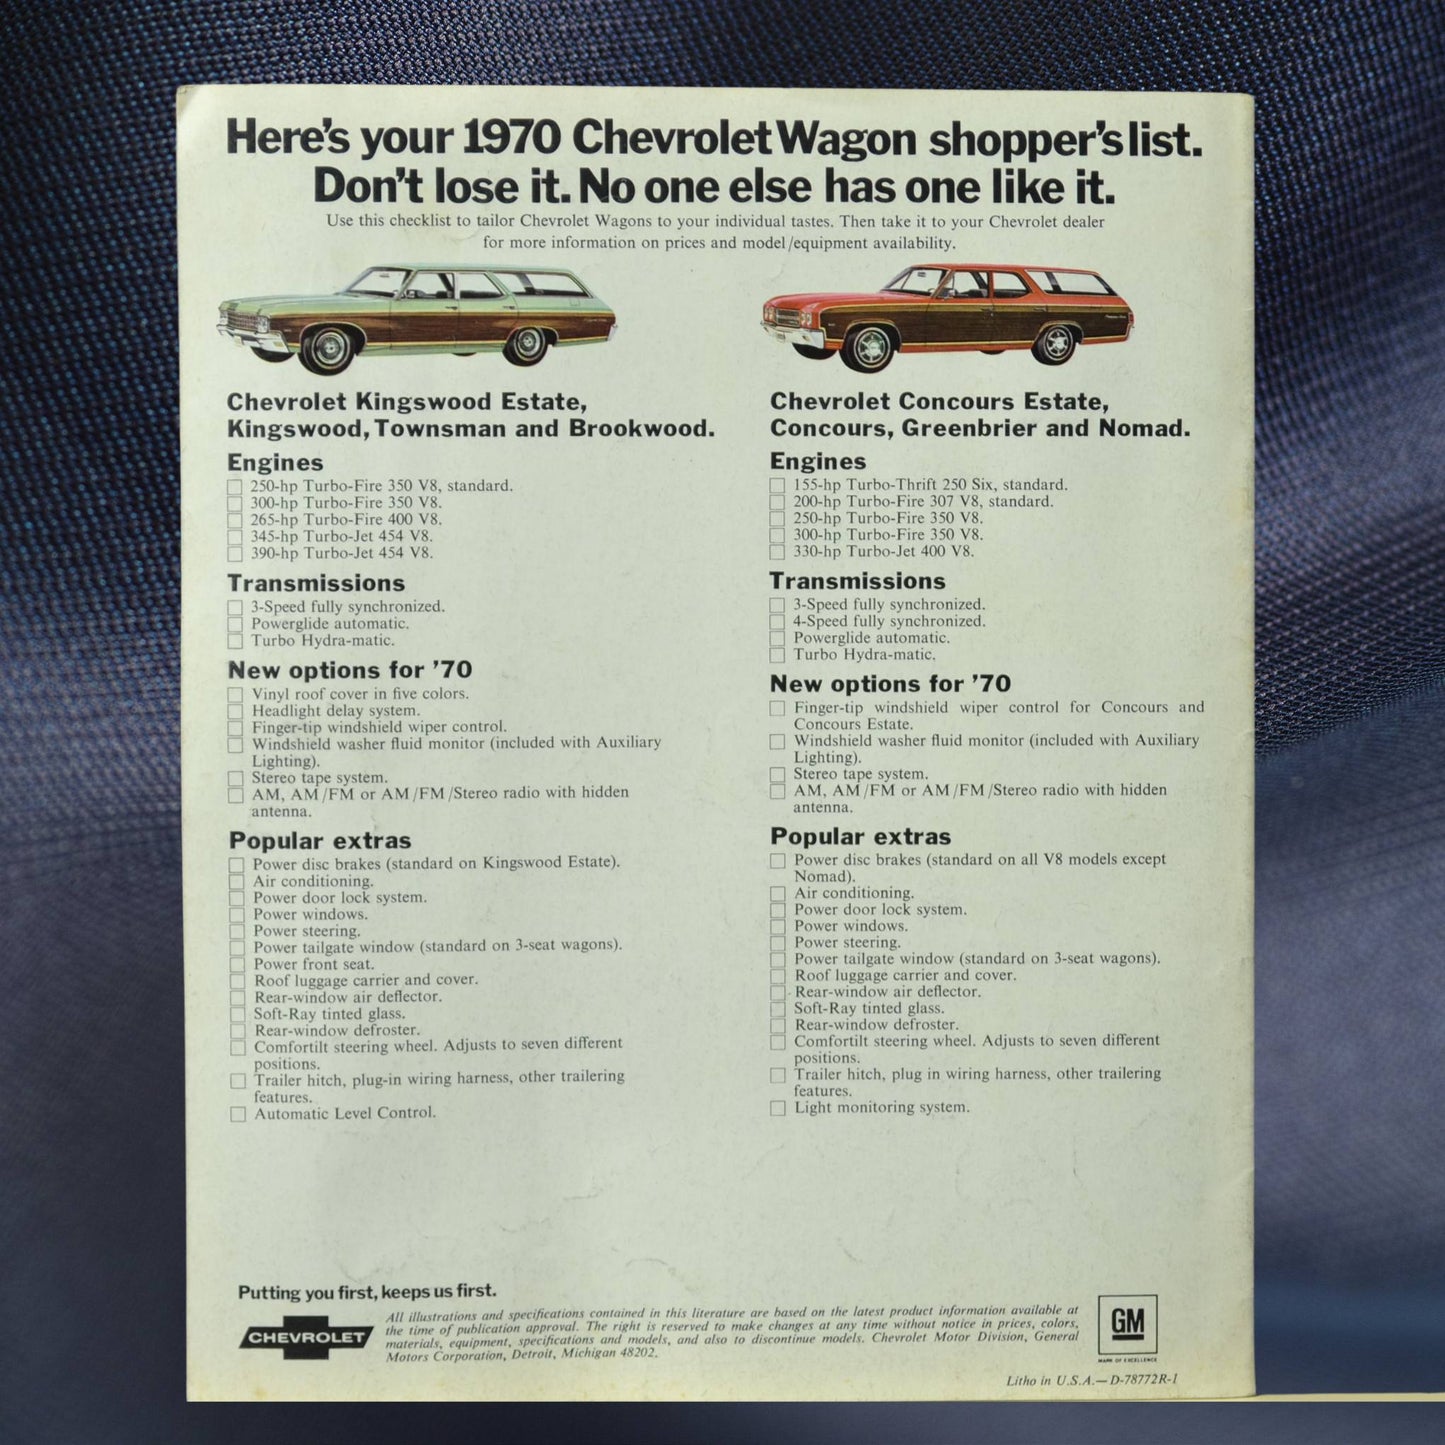 Here's your 1970 Chevrolet Wagon shopper's list.
Don't lose it. No one else has one like it.
Use this checklist to tailor Chevrolet Wagons to your individual tastes. Then take it to your Chevrolet dealer
for more information on prices and model/equipment availability.
Chevrolet Kingswood Estate,
Kingswood, Townsman and Brookwood.
Engines
250-hp Turbo-Fire 350 V8, standard.
300-hp Turbo-Fire 350 V8.
265-hp Turbo-Fire 400 V8.
345-hp Turbo-Jet 454 V8.
390-hp Turbo-Jet 454 V8.
Transmissions
3-Speed fully synchronized.
Powerglide automatic.
Turbo Hydra-matic.
New options for '70
Vinyl roof cover in five colors.
Headlight delay system.
Finger-tip windshield wiper control.
Windshield washer fluid monitor (included with Auxiliary
Lighting).
Stereo tape system.
AM, AM/FM or AM/FM/Stereo radio with hidden
antenna.
Popular extras
Power disc brakes (standard on Kingswood Estate).
Air conditioning.
Power door lock system.
Power windows.
Power steering.
Power tailgate window (standard on 3-seat wagons).
Power front seat.
Roof luggage carrier and cover.
Rear-window air deflector.
Soft-Ray tinted glass.
Rear-window defroster.
Comfortilt steering wheel. Adjusts to seven different
positions.
Trailer hitch, plug-in wiring harness, other trailering
features.
Automatic Level Control.
Chevrolet Concours Estate,
Concours, Greenbrier and Nomad.
Engines
155-hp Turbo-Thrift 250 Six, standard.
200-hp Turbo-Fire 307 V8, standard.
250-hp Turbo-Fire 350 V8.
300-hp Turbo-Fire 350 V8.
330-hp Turbo-Jet 400 V8.
Transmissions
3-Speed fully synchronized.
4-Speed fully synchronized.
Powerglide automatic.
Turbo Hydra-matic.
New options for '70
Finger-tip windshield wiper control for Concours and
Concours Estate.
Windshield washer fluid monitor (included with Auxiliary
Lighting).
Stereo tape system.
AM, AM/FM or AM/FM/Stereo radio with hidden
antenna.
Popular extras
Power disc brakes (standard on all V8 models except
Nomad).
Air conditioning.
Power door lock system.
Power windows.
Power steering.
Power tailgate window (standard on 3-seat wagons).
Roof luggage carrier and cover.
Rear-window air deflector.
Soft-Ray tinted glass.
Rear-window defroster.
Comfortilt steering wheel. Adjusts to seven different
positions.
Trailer hitch, plug in wiring harness, other trailering
features.
Light monitoring system.
Putting you first, keeps us first.
CHEVROLET
All illustrations and specifications contained in this literature are based on the latest product information available at
the time of publication approval. The right is reserved to make changes at any time without notice in prices, colors,
materials, equipment, specifications and models, and also to discontinue models. Chevrolet Motor Division, General
Motors Corporation, Detroit, Michigan 48202.
GM
MARK OF EXCELLENCE
Litho in U.S.A.—D-78772R-1